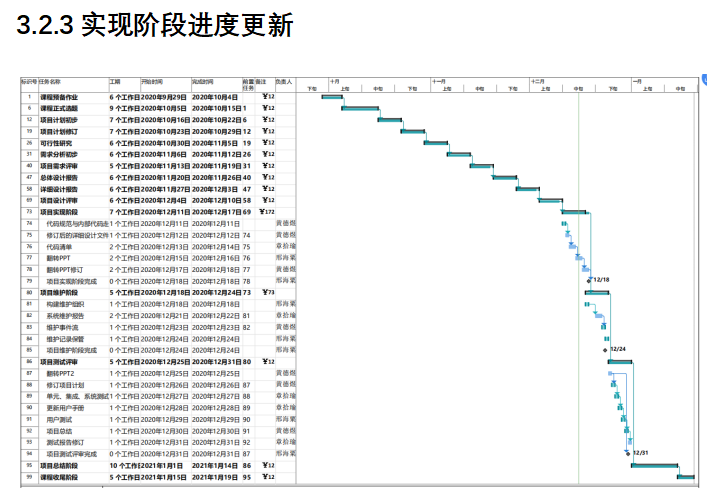 3.2.3 实现阶段进度更新
标识号 任务名称 工期 开始时间 完成时间 前置任务 备注 负责人
十月 十一月 十二月 一月
下旬 上旬 中旬 下旬 上旬 中旬 下旬 上旬 中旬 下旬 上旬 中旬
1 课程预备作业 6 个工作日 2020年9月29日 2020年10月4日 ¥12
6 课程正式选题 9 个工作日 2020年10月5日 2020年10月15日 1 ¥12
12 项目计划初步 7 个工作日 2020年10月16日 2020年10月22日 6 ¥12
19 项目计划修订 7 个工作日 2020年10月23日 2020年10月29日 12 ¥12
26 可行性研究 6 个工作日 2020年10月30日 2020年11月5日 19 ¥12
31 需求分析初步 6 个工作日 2020年11月6日 2020年11月12日 26 ¥12
40 项目需求评审 5 个工作日 2020年11月13日 2020年11月19日 31 ¥12
47 总体设计报告 6 个工作日 2020年11月20日 2020年11月26日 40 ¥12
58 详细设计报告 6 个工作日 2020年11月27日 2020年12月3日 47 ¥12
69 项目设计评审 6 个工作日 2020年12月4日 2020年12月10日 58 ¥12
73 项目实现阶段 7 个工作日 2020年12月11日 2020年12月17日 69 ¥172
74 代码规范与内部代码走 1 个工作日 2020年12月11日 2020年12月11日 黄德煜
75 修订后的详细设计文件 1 个工作日 2020年12月12日 2020年12月12日 74 黄德煜
76 代码清单 2 个工作日 2020年12月13日 2020年12月14日 75 章拾瑜
77 翻转PPT 2 个工作日 2020年12月15日 2020年12月16日 76 邢海粟
78 翻转PPT修订 2 个工作日 2020年12月17日 2020年12月18日 77 黄德煜
79 项目实现阶段完成 0 个工作日 2020年12月18日 2020年12月18日 78 邢海粟
12/18
80 项目维护阶段 5 个工作日 2020年12月18日 2020年12月24日 73 ¥73
81 构建维护组织 1 个工作日 2020年12月18日 2020年12月18日 邢海粟
82 系统维护报告 2 个工作日 2020年12月21日 2020年12月22日 81 章拾瑜
83 维护事件流 1 个工作日 2020年12月23日 2020年12月23日 82 黄德煜
84 维护记录保管 1 个工作日 2020年12月24日 2020年12月24日 邢海粟
85 项目维护阶段完成 0 个工作日 2020年12月24日 2020年12月24日 邢海粟
12/24
86 项目测试评审 5 个工作日 2020年12月25日 2020年12月31日 80 ¥12
87 翻转PPT2 1 个工作日 2020年12月25日 2020年12月25日 黄德煜
88 修订项目计划 1 个工作日 2020年12月26日 2020年12月26日 87 黄德煜
89 单元、集成、系统测试 1 个工作日 2020年12月27日 2020年12月27日 88 章拾瑜
90 更新用户手册 1 个工作日 2020年12月28日 2020年12月28日 89 章拾瑜
91 用户测试 1 个工作日 2020年12月29日 2020年12月29日 90 邢海粟
92 项目总结 1 个工作日 2020年12月30日 2020年12月30日 91 黄德煜
93 测试报告修订 1 个工作日 2020年12月31日 2020年12月31日 92 章拾瑜
94 项目测试评审完成 0 个工作日 2020年12月31日 2020年12月31日 87 邢海粟
12/31
95 项目总结阶段 10 个工作日 2021年1月1日 2021年1月14日 86 ¥12
99 课程收尾阶段 5 个工作日 2021年1月15日 2021年1月19日 95 ¥12